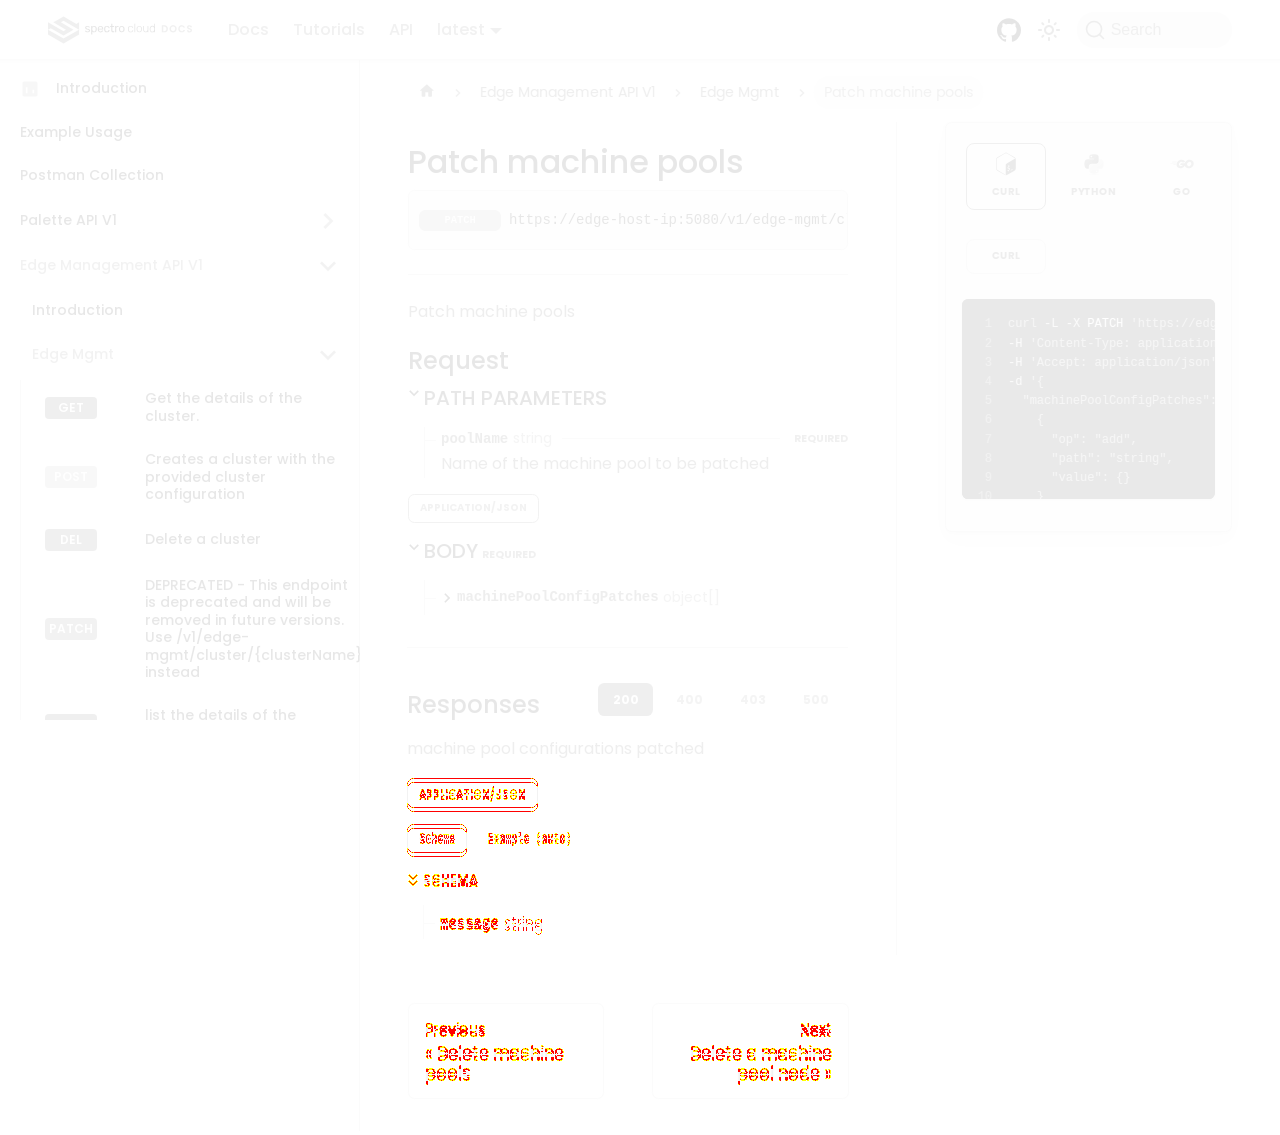 spectro cloud DOCS
Docs Tutorials API latest
Search
Introduction
Example Usage
Postman Collection
Palette API V1
Edge Management API V1
Introduction
Edge Mgmt
GET Get the details of the
cluster.
POST Creates a cluster with the
provided cluster
configuration
DEL Delete a cluster
PATCH DEPRECATED - This endpoint
is deprecated and will be
removed in future versions.
Use /v1/edge-
mgmt/cluster/{clusterName}
instead
list the details of the
Edge Management API V1 › Edge Mgmt › Patch machine pools
Patch machine pools
PATCH https://edge-host-ip:5080/v1/edge-mgmt/c
Patch machine pools
Request
PATH PARAMETERS
poolName string REQUIRED
Name of the machine pool to be patched
APPLICATION/JSON
BODY REQUIRED
machinePoolConfigPatches object[]
Responses 200 400 403 500
machine pool configurations patched
APPLICATION/JSON
Schema Example (auto)
SCHEMA
message string
Previous
« Delete machine
pools
Next
Delete a machine
pool node »
CURL PYTHON GO
CURL
1 curl -L -X PATCH 'https://edg
2 -H 'Content-Type: application
3 -H 'Accept: application/json'
4 -d '{
5 "machinePoolConfigPatches":
6 {
7 "op": "add",
8 "path": "string",
9 "value": {}
10 }